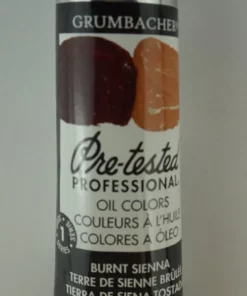 GRUMBACHER
Pre-tested
PROFESSIONAL
OIL COLORS
COULEURS À L'HUILE
COLORES A ÓLEO
1
BURNT SIENNA
TERRE DE SIENNE BRÛLÉE
TIERRA DE SIENA TOSTADA